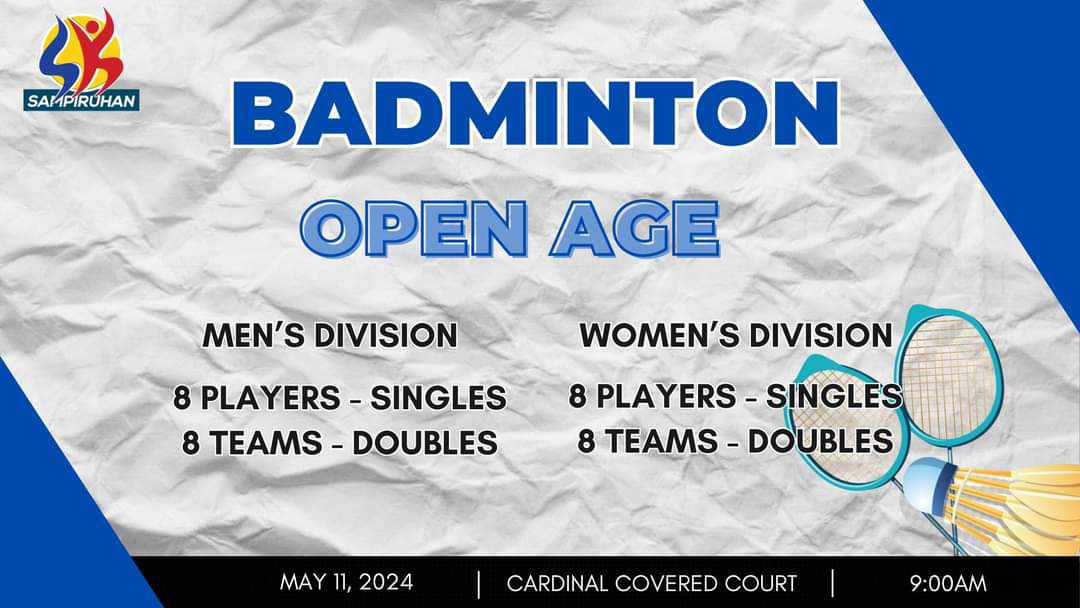 SAMPIRUHAN
BADMINTON
OPEN AGE
MEN'S DIVISION
8 PLAYERS - SINGLES
8 TEAMS - DOUBLES
WOMEN'S DIVISION
8 PLAYERS - SINGLES
8 TEAMS - DOUBLES
MAY 11, 2024 | CARDINAL COVERED COURT | 9:00AM